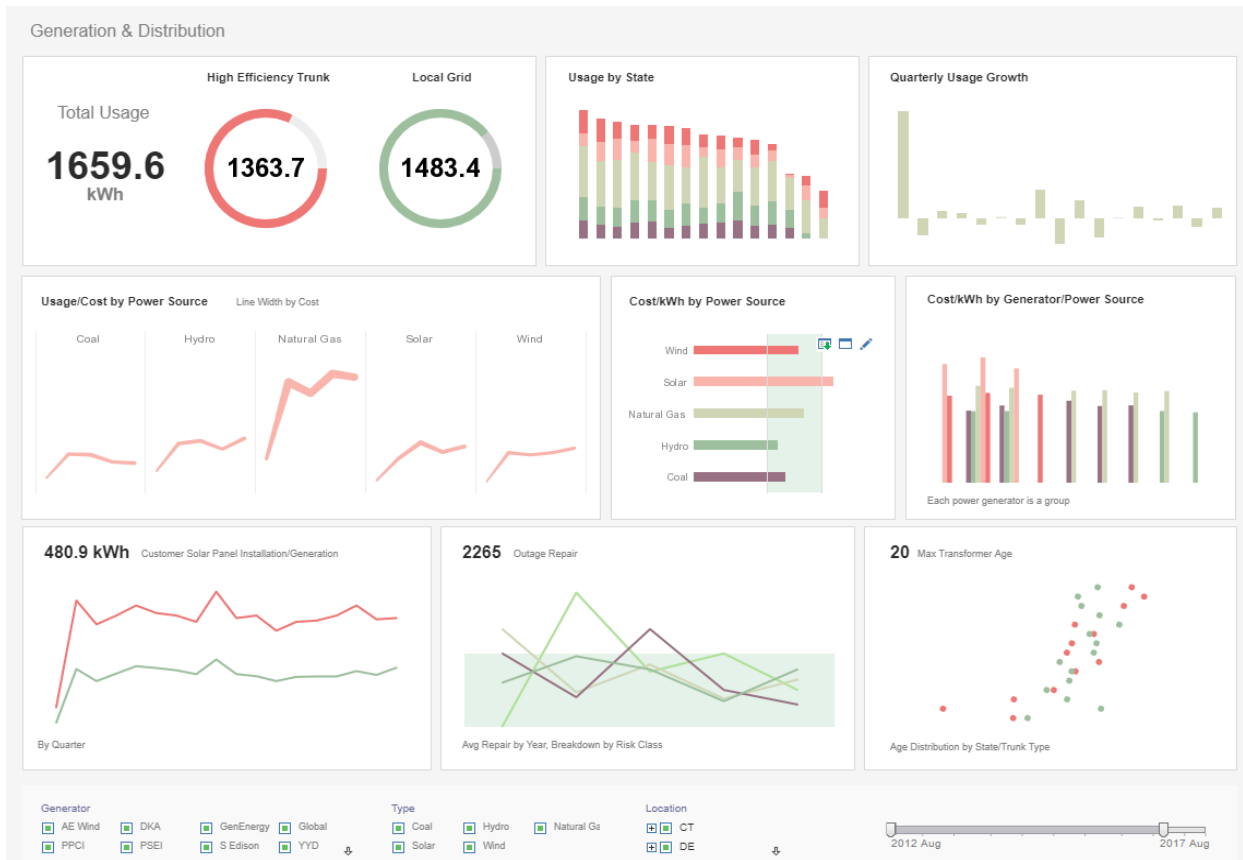 Generation & Distribution
High Efficiency Trunk
Local Grid
Total Usage
1659.6
kWh
1363.7
1483.4
Usage by State
Quarterly Usage Growth
Usage/Cost by Power Source
Line Width by Cost
Coal
Hydro
Natural Gas
Solar
Wind
Cost/kWh by Power Source
Wind
Solar
Natural Gas
Hydro
Coal
Cost/kWh by Generator/Power Source
Each power generator is a group
480.9 kWh Customer Solar Panel Installation/Generation
By Quarter
2265 Outage Repair
Avg Repair by Year, Breakdown by Risk Class
20 Max Transformer Age
Age Distribution by State/Trunk Type
Generator
AE Wind DKA GenEnergy Global
PPCI PSEI S Edison YYD
Type
Coal Hydro Natural Ga
Solar Wind
Location
CT
DE
2012 Aug 2017 Aug